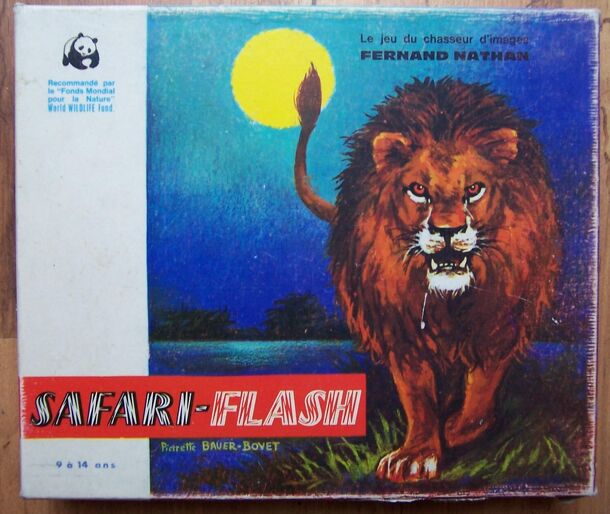 Recommandé par
le "Fonds Mondial
pour la Nature"
World WILDLIFE Fund.
Le jeu du chasseur d'images
FERNAND NATHAN
SAFARI-FLASH
Pierrette BAUER-BOVET
9 à 14 ans